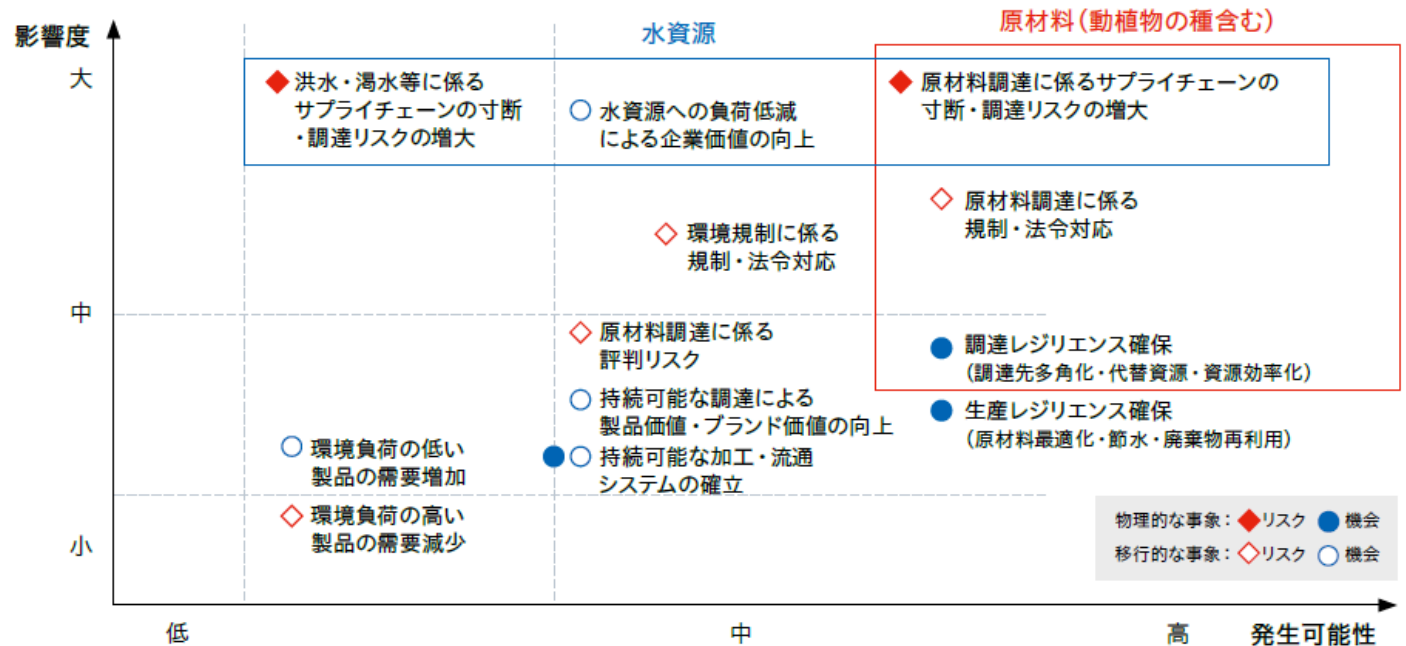 影響度
水資源
原材料(動植物の種含む)
大
洪水・渇水等に係る
サプライチェーンの寸断
・調達リスクの増大
水資源への負荷低減
による企業価値の向上
原材料調達に係るサプライチェーンの
寸断・調達リスクの増大
環境規制に係る
規制・法令対応
原材料調達に係る
規制・法令対応
中
原材料調達に係る
評判リスク
調達レジリエンス確保
(調達先多角化・代替資源・資源効率化)
持続可能な調達による
製品価値・ブランド価値の向上
生産レジリエンス確保
(原材料最適化・節水・廃棄物再利用)
環境負荷の低い
製品の需要増加
持続可能な加工・流通
システムの確立
小
環境負荷の高い
製品の需要減少
物理的な事象:◆リスク ●機会
移行的な事象:◇リスク ○機会
低
中
高
発生可能性